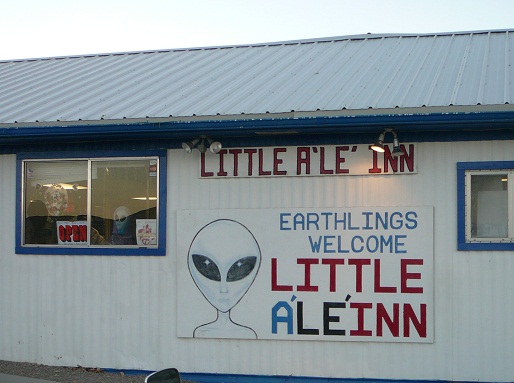 LITTLE A'LE' INN
OPEN
EARTHLINGS
WELCOME
LITTLE
A'LE'INN